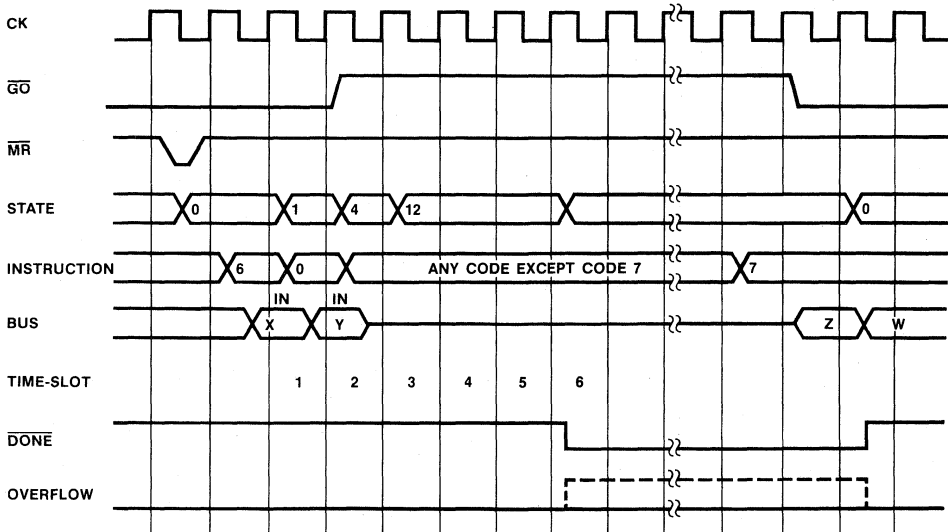 CK
GO
MR
STATE 0 1 4 12 0
INSTRUCTION 6 0 ANY CODE EXCEPT CODE 7 7
IN IN
BUS X Y Z W
TIME-SLOT 1 2 3 4 5 6
DONE
OVERFLOW